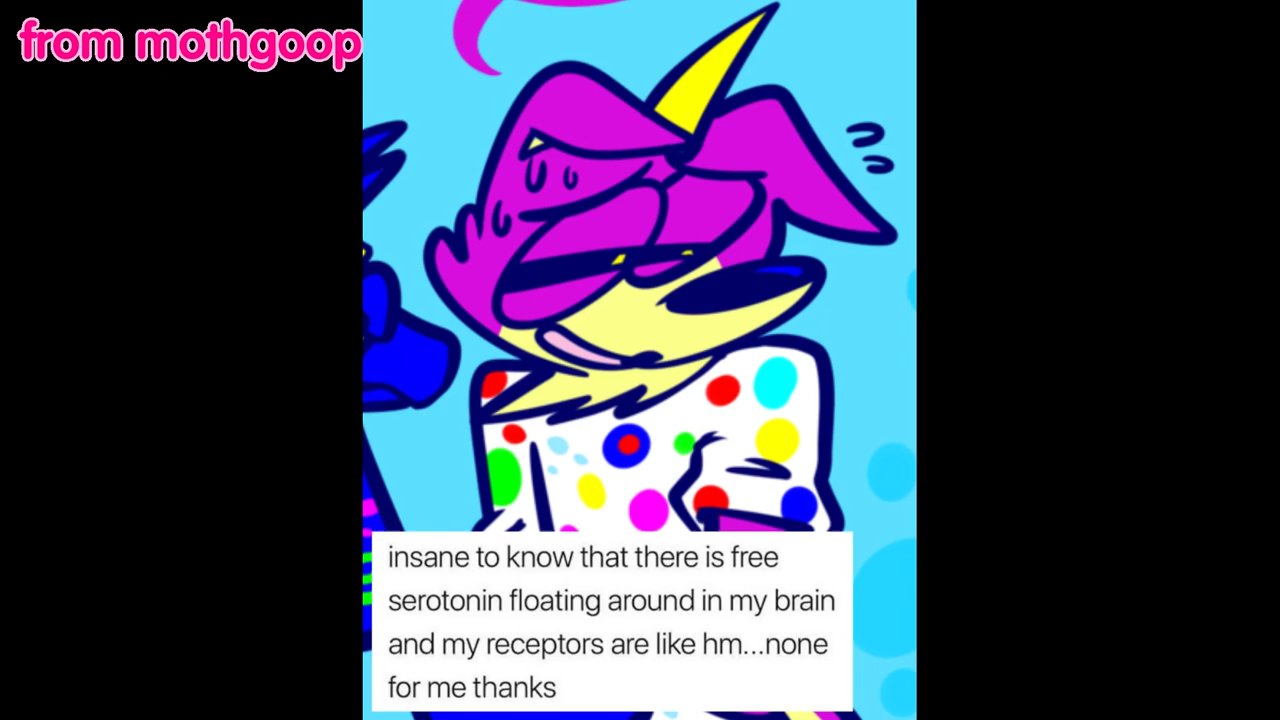 from mothgoop
insane to know that there is free
serotonin floating around in my brain
and my receptors are like hm...none
for me thanks